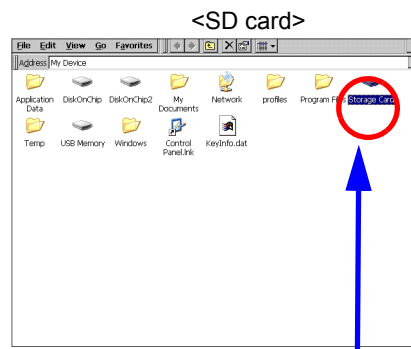 <SD card>
File Edit View Go Favorites
Address My Device
Application Data DiskOnChip DiskOnChip2 My Documents Network profiles Program Files Storage Card
Temp USB Memory Windows Control Panel.lnk KeyInfo.dat